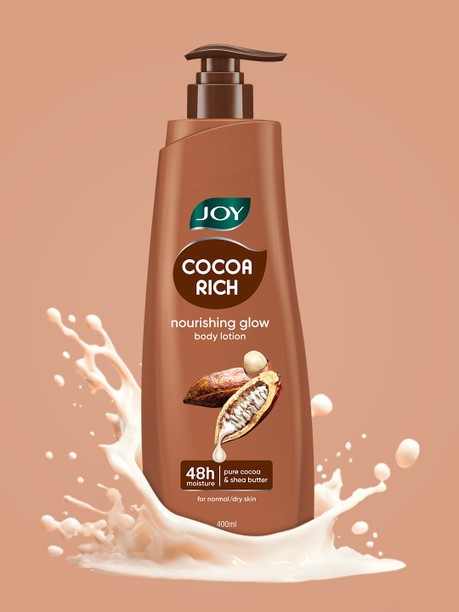 JOY
COCOA
RICH
nourishing glow
body lotion
48h
moisture
pure cocoa
& shea butter
for normal/dry skin
400ml